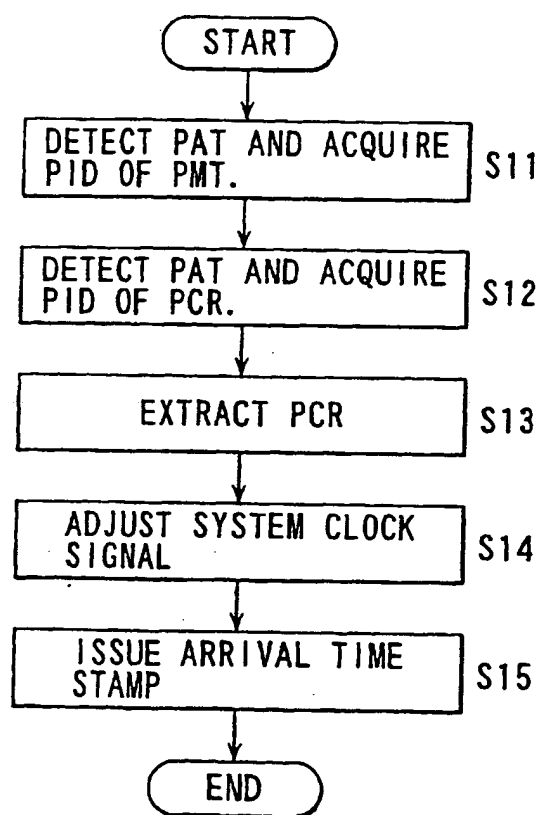 START
DETECT PAT AND ACQUIRE
PID OF PMT.
S11
DETECT PAT AND ACQUIRE
PID OF PCR.
S12
EXTRACT PCR
S13
ADJUST SYSTEM CLOCK
SIGNAL
S14
ISSUE ARRIVAL TIME
STAMP
S15
END